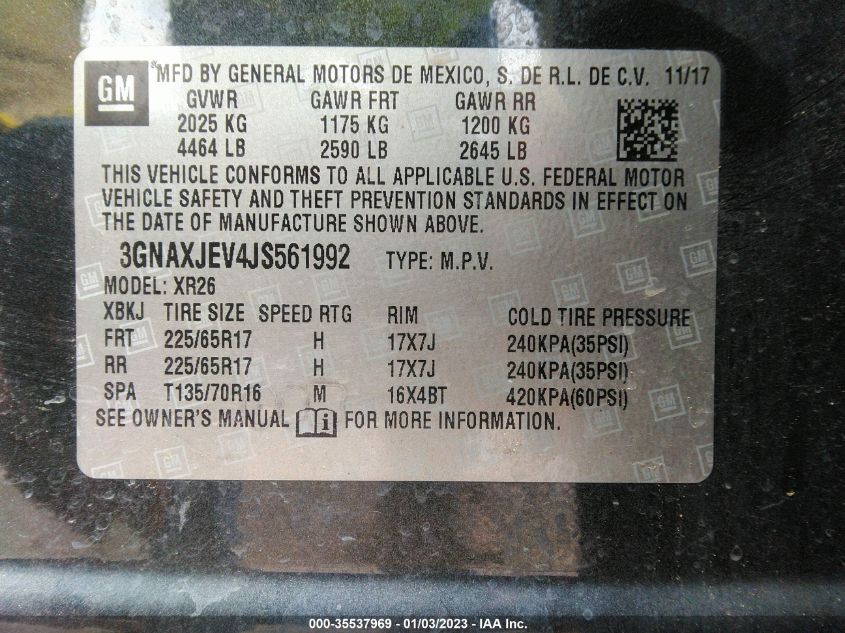 GM *MFD BY GENERAL MOTORS DE MEXICO, S. DE R.L. DE C.V. 11/17
GVWR GAWR FRT GAWR RR
2025 KG 1175 KG 1200 KG
4464 LB 2590 LB 2645 LB
THIS VEHICLE CONFORMS TO ALL APPLICABLE U.S. FEDERAL MOTOR
VEHICLE SAFETY AND THEFT PREVENTION STANDARDS IN EFFECT ON
THE DATE OF MANUFACTURE SHOWN ABOVE.
3GNAXJEV4JS561992 TYPE: M.P.V.
MODEL: XR26
XBKJ TIRE SIZE SPEED RTG RIM COLD TIRE PRESSURE
FRT 225/65R17 H 17X7J 240KPA(35PSI)
RR 225/65R17 H 17X7J 240KPA(35PSI)
SPA T135/70R16 M 16X4BT 420KPA(60PSI)
SEE OWNER'S MANUAL i FOR MORE INFORMATION.
000-35537969 - 01/03/2023 - IAA Inc.